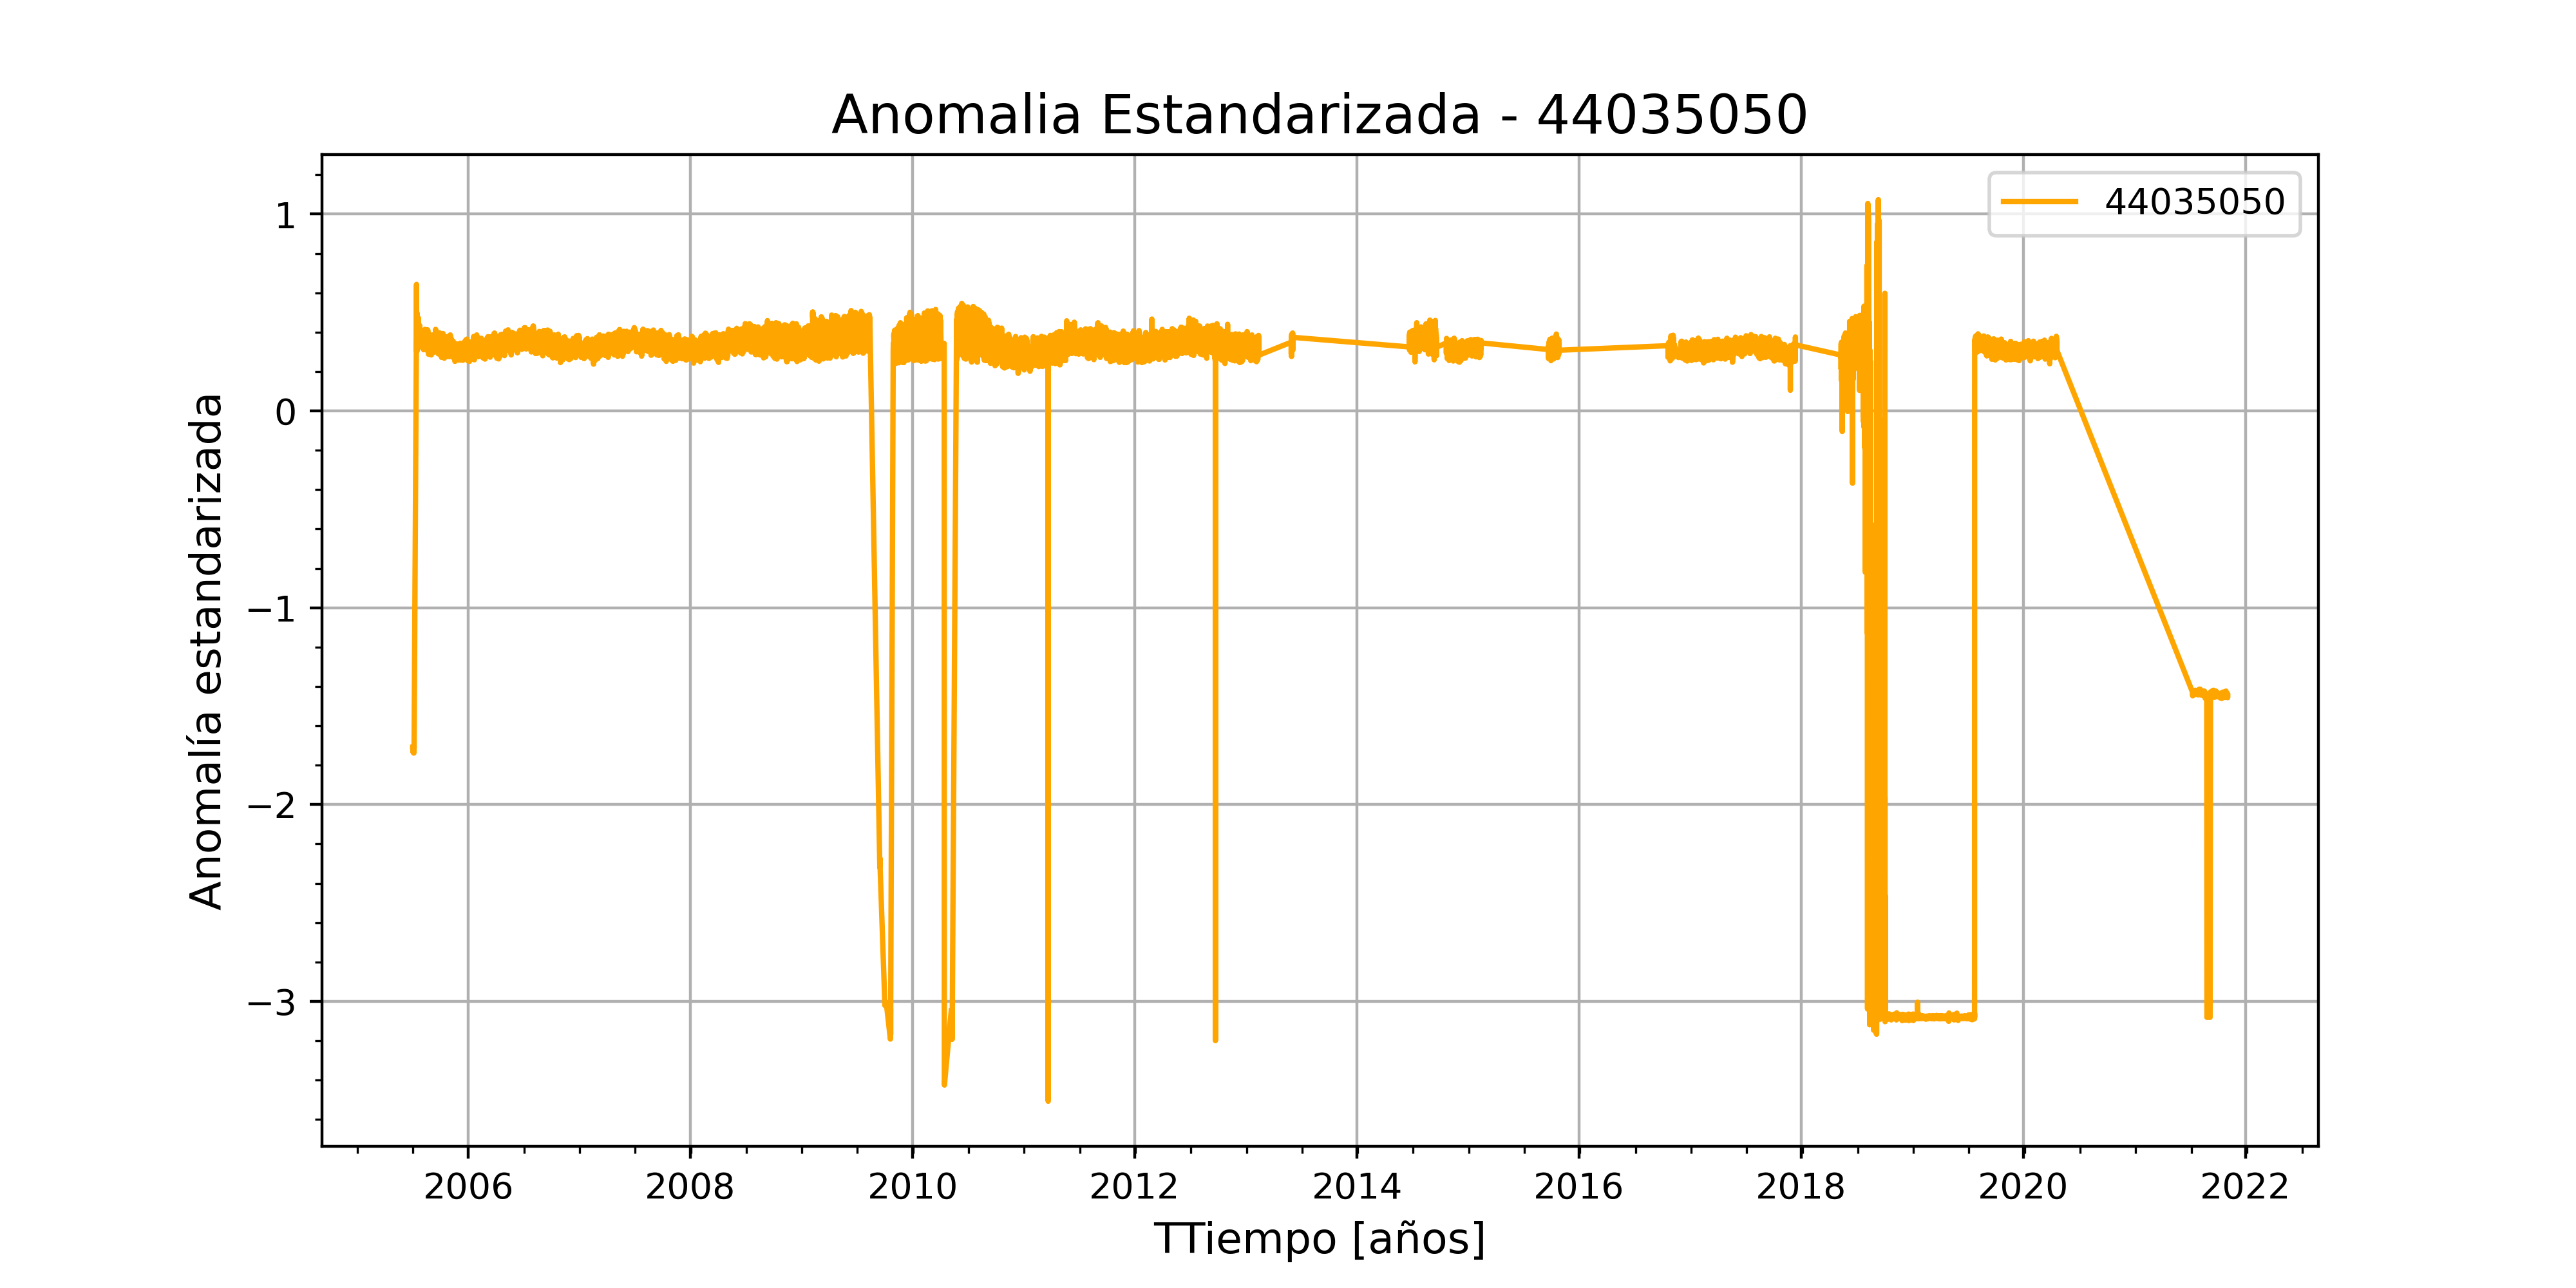 Anomalia Estandarizada - 44035050
44035050
Anomalía estandarizada
1
0
−1
−2
−3
2006 2008 2010 2012 2014 2016 2018 2020 2022
TTiempo [años]